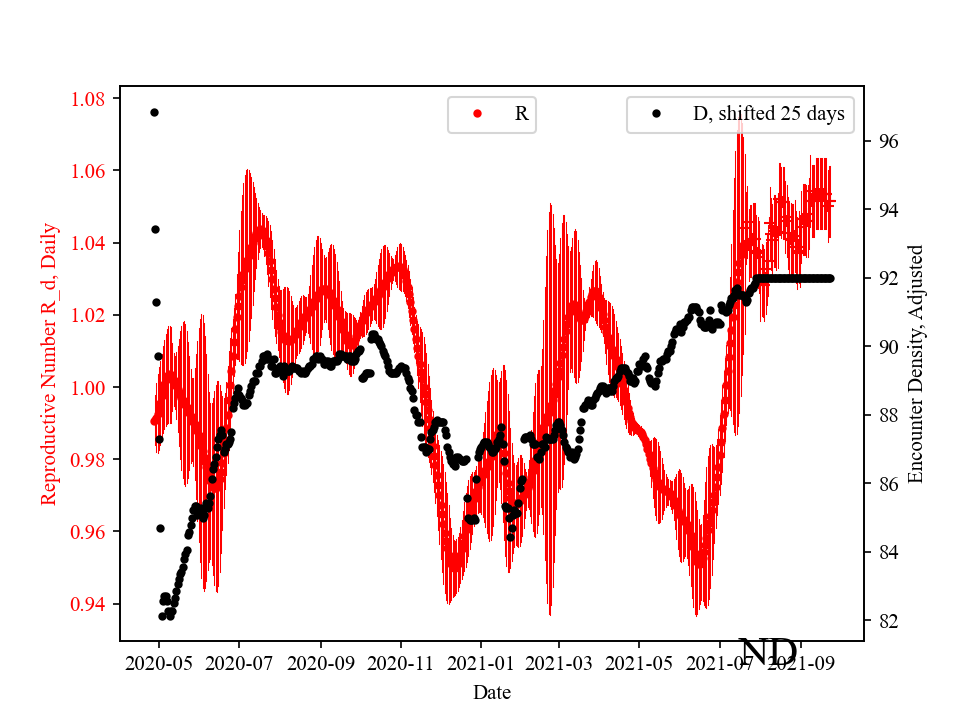 R
D, shifted 25 days
1.08
1.06
1.04
1.02
1.00
0.98
0.96
0.94
Reproductive Number R_d, Daily
96
94
92
90
88
86
84
82
Encounter Density, Adjusted
2020-05 2020-07 2020-09 2020-11 2021-01 2021-03 2021-05 2021-07 2021-09
ND
Date